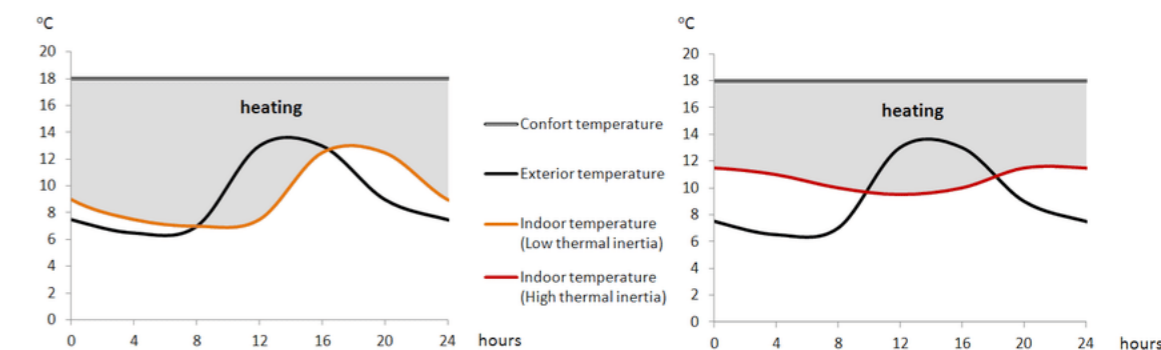 ºC
20
18
16
14
12
10
8
6
4
2
0
heating
0 4 8 12 16 20 24 hours
Confort temperature
Exterior temperature
Indoor temperature
(Low thermal inertia)
Indoor temperature
(High thermal inertia)
ºC
20
18
16
14
12
10
8
6
4
2
0
heating
0 4 8 12 16 20 24 hours